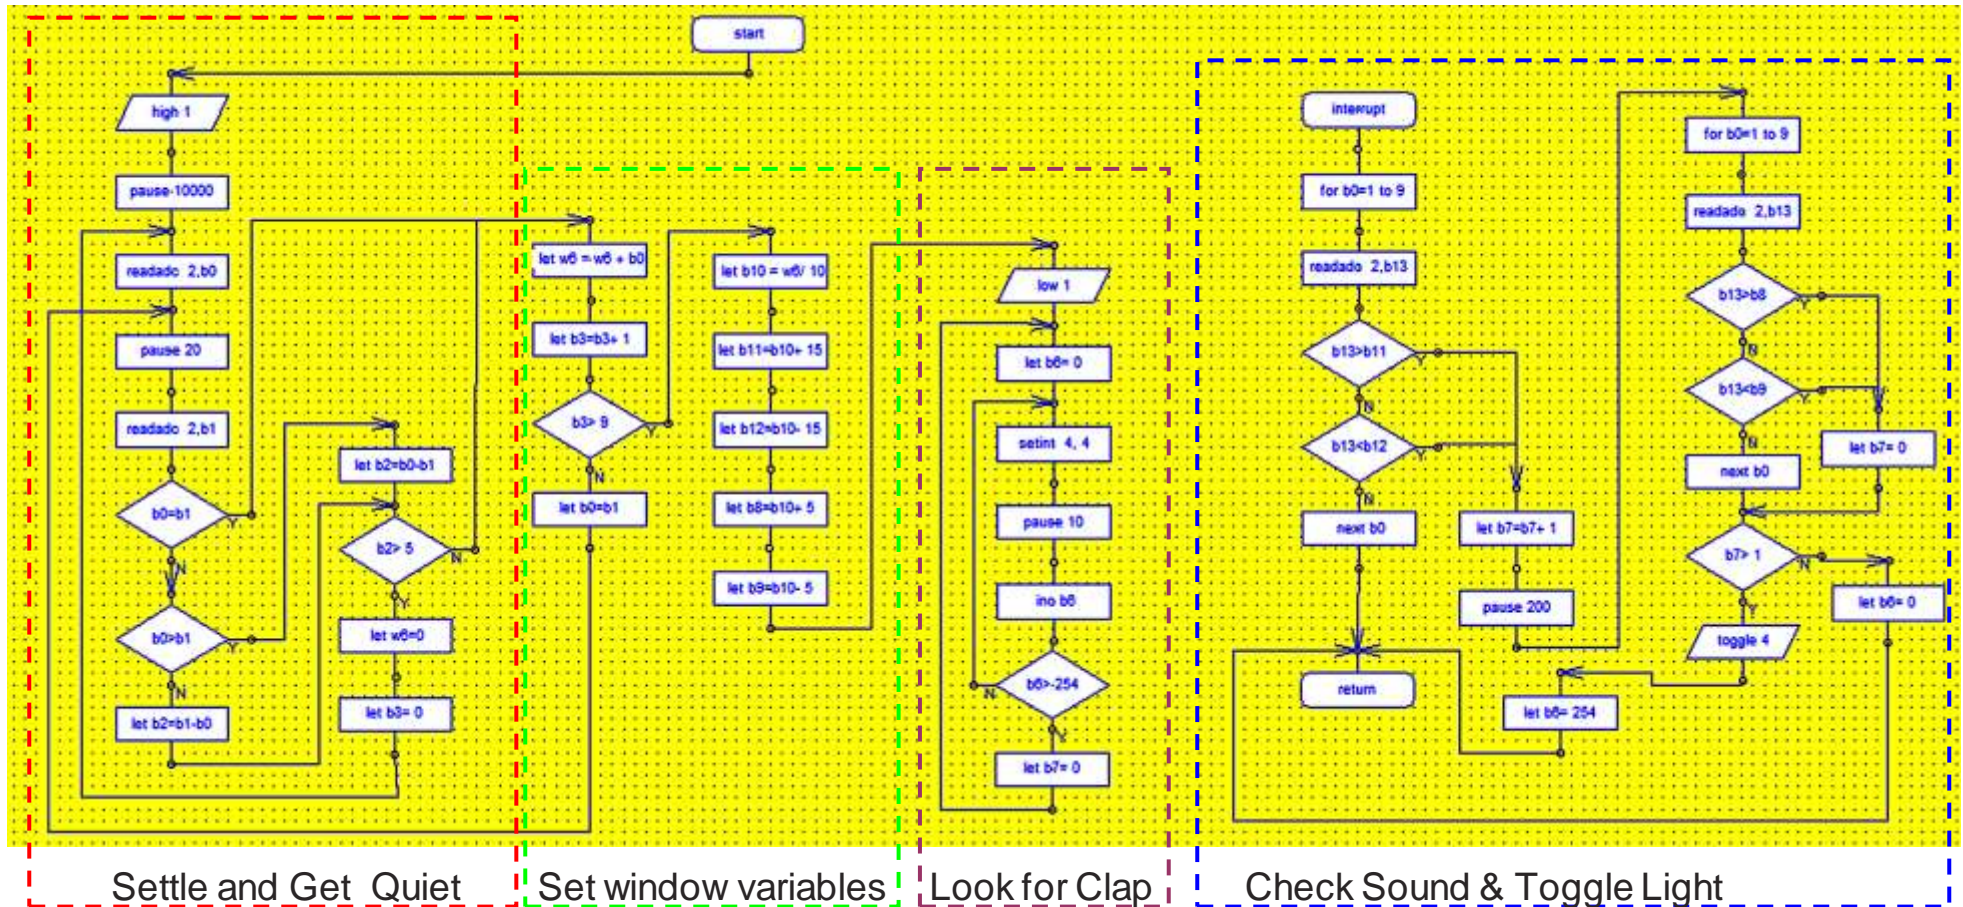 start
high 1
pause 10000
readadc 2,b0
pause 20
readadc 2,b1
b0=b1
Y
N
b0>b1
Y
N
let b2=b1-b0
let b2=b0-b1
b2> 5
N
Y
let w6=0
let b3= 0
Settle and Get Quiet
let w6 = w6 + b0
let b3=b3+ 1
b3> 9
Y
N
let b0=b1
let b10 = w6/ 10
let b11=b10+ 15
let b12=b10- 15
let b8=b10+ 5
let b9=b10- 5
Set window variables
low 1
let b6= 0
setint 4, 4
pause 10
inc b6
b6>=254
N
Y
let b7= 0
Look for Clap
interrupt
for b0=1 to 9
readadc 2,b13
b13>b11
Y
N
b13<b12
Y
N
next b0
return
let b7=b7+ 1
pause 200
let b6= 254
for b0=1 to 9
readadc 2,b13
b13>b8
Y
N
b13<b9
Y
N
next b0
let b7= 0
b7> 1
N
Y
toggle 4
let b6= 0
Check Sound & Toggle Light